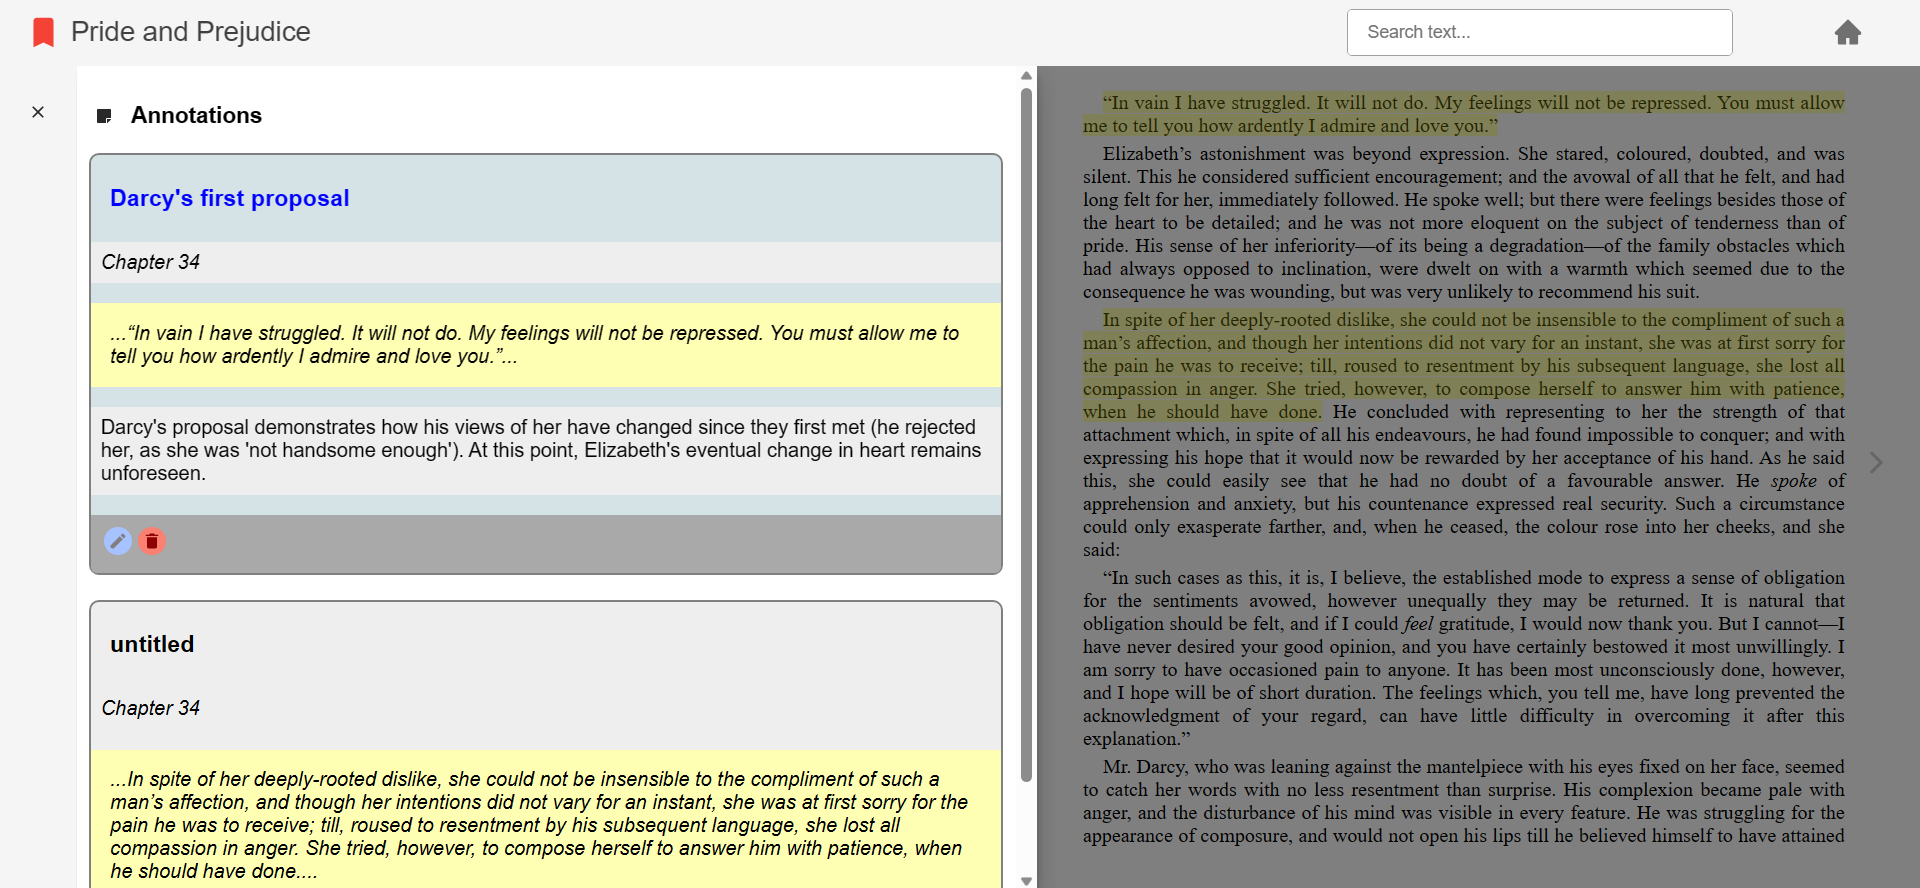 Pride and Prejudice
Search text...
Annotations
Darcy's first proposal
Chapter 34
...“In vain I have struggled. It will not do. My feelings will not be repressed. You must allow me to
tell you how ardently I admire and love you.”...
Darcy's proposal demonstrates how his views of her have changed since they first met (he rejected
her, as she was 'not handsome enough'). At this point, Elizabeth's eventual change in heart remains
unforeseen.
untitled
Chapter 34
...In spite of her deeply-rooted dislike, she could not be insensible to the compliment of such a
man’s affection, and though her intentions did not vary for an instant, she was at first sorry for the
pain he was to receive; till, roused to resentment by his subsequent language, she lost all
compassion in anger. She tried, however, to compose herself to answer him with patience, when
he should have done....
“In vain I have struggled. It will not do. My feelings will not be repressed. You must allow
me to tell you how ardently I admire and love you.”
Elizabeth’s astonishment was beyond expression. She stared, coloured, doubted, and was
silent. This he considered sufficient encouragement; and the avowal of all that he felt, and had
long felt for her, immediately followed. He spoke well; but there were feelings besides those of
the heart to be detailed; and he was not more eloquent on the subject of tenderness than of
pride. His sense of her inferiority—of its being a degradation—of the family obstacles which
had always opposed to inclination, were dwelt on with a warmth which seemed due to the
consequence he was wounding, but was very unlikely to recommend his suit.
In spite of her deeply-rooted dislike, she could not be insensible to the compliment of such a
man’s affection, and though her intentions did not vary for an instant, she was at first sorry for
the pain he was to receive; till, roused to resentment by his subsequent language, she lost all
compassion in anger. She tried, however, to compose herself to answer him with patience,
when he should have done. He concluded with representing to her the strength of that
attachment which, in spite of all his endeavours, he had found impossible to conquer; and with
expressing his hope that it would now be rewarded by her acceptance of his hand. As he said
this, she could easily see that he had no doubt of a favourable answer. He spoke of
apprehension and anxiety, but his countenance expressed real security. Such a circumstance
could only exasperate farther, and, when he ceased, the colour rose into her cheeks, and she
said:
“In such cases as this, it is, I believe, the established mode to express a sense of obligation
for the sentiments avowed, however unequally they may be returned. It is natural that
obligation should be felt, and if I could feel gratitude, I would now thank you. But I cannot—I
have never desired your good opinion, and you have certainly bestowed it most unwillingly. I
am sorry to have occasioned pain to anyone. It has been most unconsciously done, however,
and I hope will be of short duration. The feelings which, you tell me, have long prevented the
acknowledgment of your regard, can have little difficulty in overcoming it after this
explanation.”
Mr. Darcy, who was leaning against the mantelpiece with his eyes fixed on her face, seemed
to catch her words with no less resentment than surprise. His complexion became pale with
anger, and the disturbance of his mind was visible in every feature. He was struggling for the
appearance of composure, and would not open his lips till he believed himself to have attained